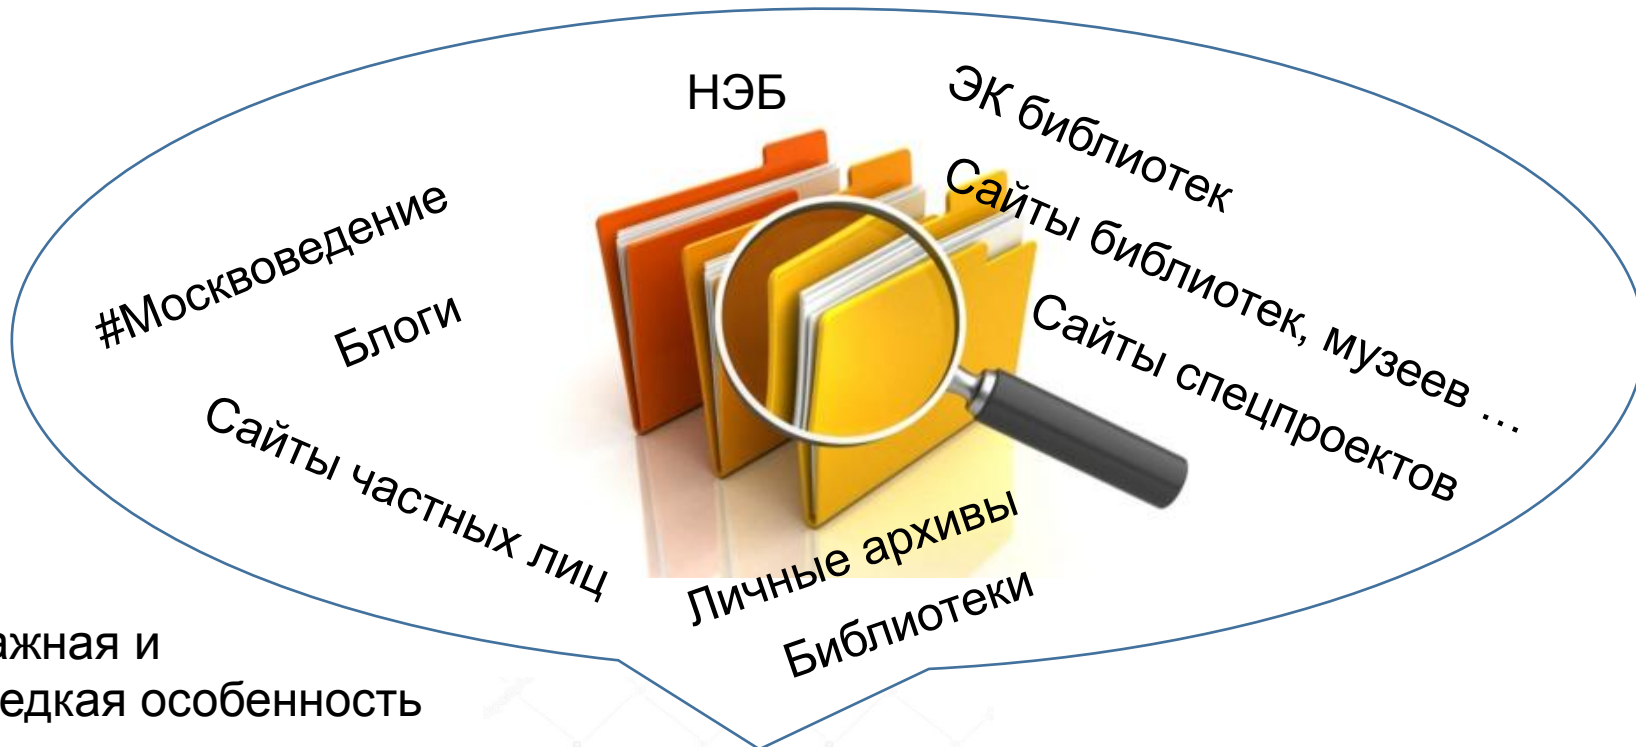 НЭБ
ЭК библиотек
Сайты библиотек, музеев ...
Сайты спецпроектов
#Москвоведение
Блоги
Сайты частных лиц
Личные архивы
Библиотеки
ажная и
едкая особенность